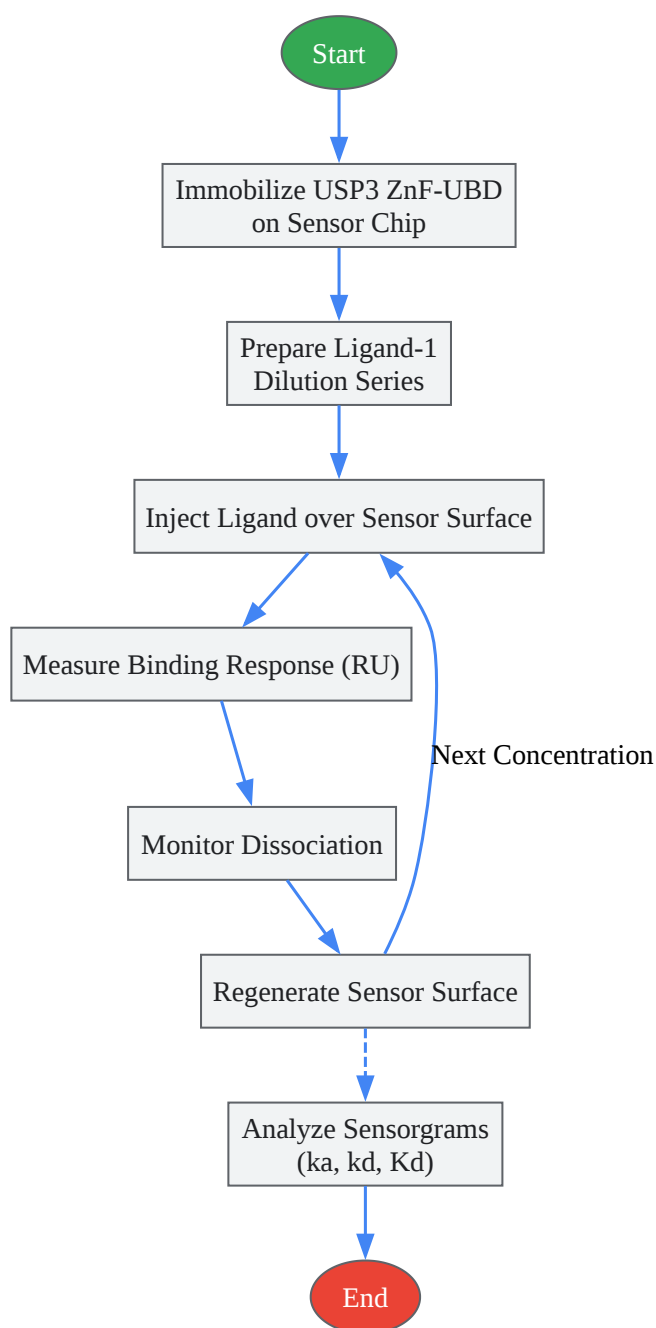 Start
Immobilize USP3 ZnF-UBD
on Sensor Chip
Prepare Ligand-1
Dilution Series
Inject Ligand over Sensor Surface
Measure Binding Response (RU)
Next Concentration
Monitor Dissociation
Regenerate Sensor Surface
Analyze Sensorgrams
(ka, kd, Kd)
End